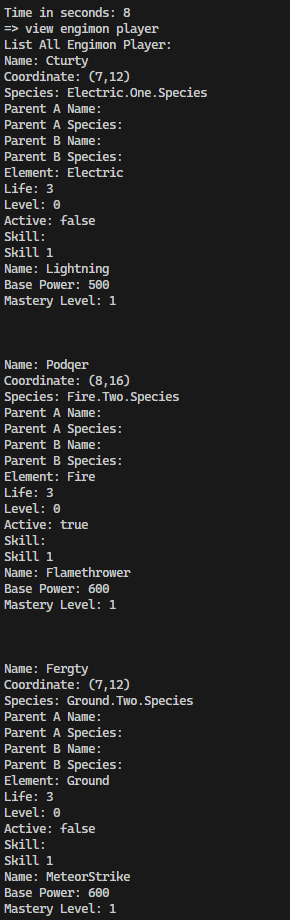 Time in seconds: 8
=> view engimon player
List All Engimon Player:
Name: Cturty
Coordinate: (7,12)
Species: Electric.One.Species
Parent A Name:
Parent A Species:
Parent B Name:
Parent B Species:
Element: Electric
Life: 3
Level: 0
Active: false
Skill:
Skill 1
Name: Lightning
Base Power: 500
Mastery Level: 1
Name: Podqer
Coordinate: (8,16)
Species: Fire.Two.Species
Parent A Name:
Parent A Species:
Parent B Name:
Parent B Species:
Element: Fire
Life: 3
Level: 0
Active: true
Skill:
Skill 1
Name: Flamethrower
Base Power: 600
Mastery Level: 1
Name: Fergty
Coordinate: (7,12)
Species: Ground.Two.Species
Parent A Name:
Parent A Species:
Parent B Name:
Parent B Species:
Element: Ground
Life: 3
Level: 0
Active: false
Skill:
Skill 1
Name: MeteorStrike
Base Power: 600
Mastery Level: 1